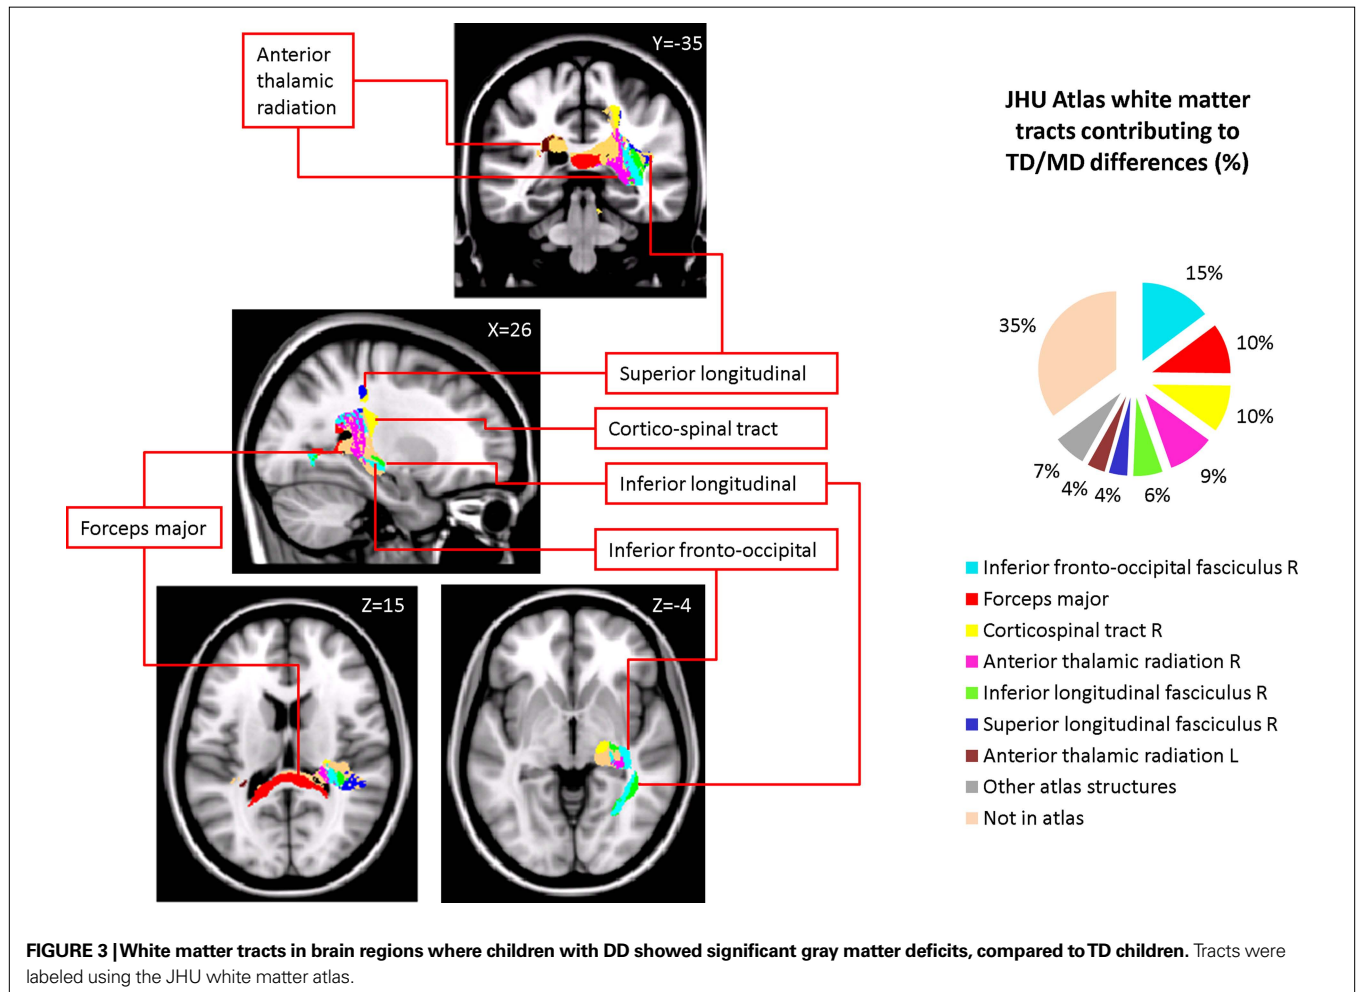 Anterior
thalamic
radiation
Y=-35
X=26
Superior longitudinal
Cortico-spinal tract
Inferior longitudinal
Forceps major
Inferior fronto-occipital
Z=15
Z=-4
JHU Atlas white matter
tracts contributing to
TD/MD differences (%)
15%
35%
10%
10%
9%
6%
4%
4%
7%
Inferior fronto-occipital fasciculus R
Forceps major
Corticospinal tract R
Anterior thalamic radiation R
Inferior longitudinal fasciculus R
Superior longitudinal fasciculus R
Anterior thalamic radiation L
Other atlas structures
Not in atlas
FIGURE 3 | White matter tracts in brain regions where children with DD showed significant gray matter deficits, compared to TD children. Tracts were
labeled using the JHU white matter atlas.